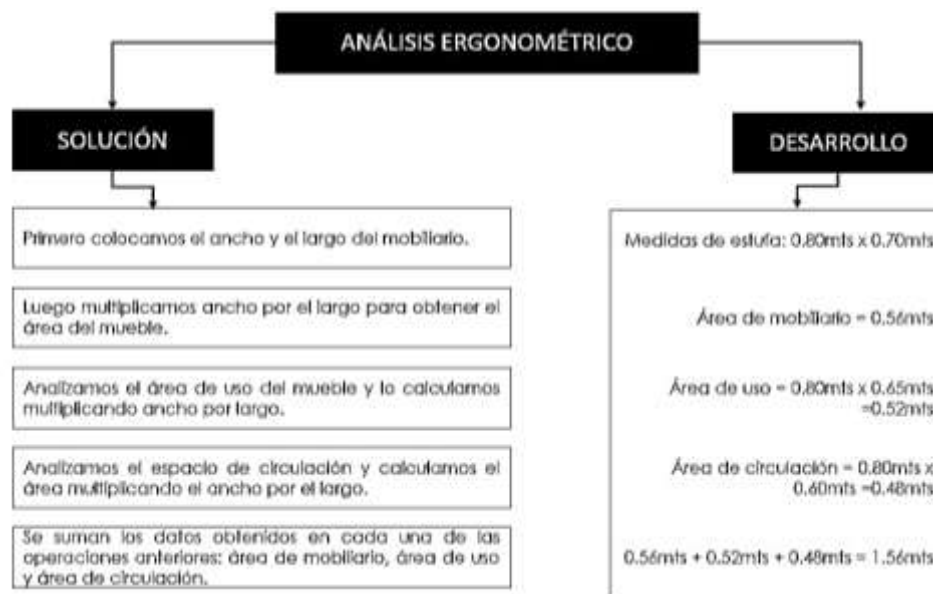 ANÁLISIS ERGONOMÉTRICO
SOLUCIÓN
Primero colocamos el ancho y el largo del mobiliario.
Luego multiplicamos ancho por el largo para obtener el
área del mueble.
Analizamos el área de uso del mueble y lo calculamos
multiplicando ancho por largo.
Analizamos el espacio de circulación y calculamos el
área multiplicando el ancho por el largo.
Se suman los datos obtenidos en cada una de las
operaciones anteriores: área de mobiliario, área de uso
y área de circulación.
DESARROLLO
Medidas de estufa: 0.80mts x 0.70mts
Área de mobiliario = 0.56mts
Área de uso = 0.80mts x 0.65mts
=0.52mts
Área de circulación = 0.80mts x
0.60mts =0.48mts
0.56mts + 0.52mts + 0.48mts = 1.56mts